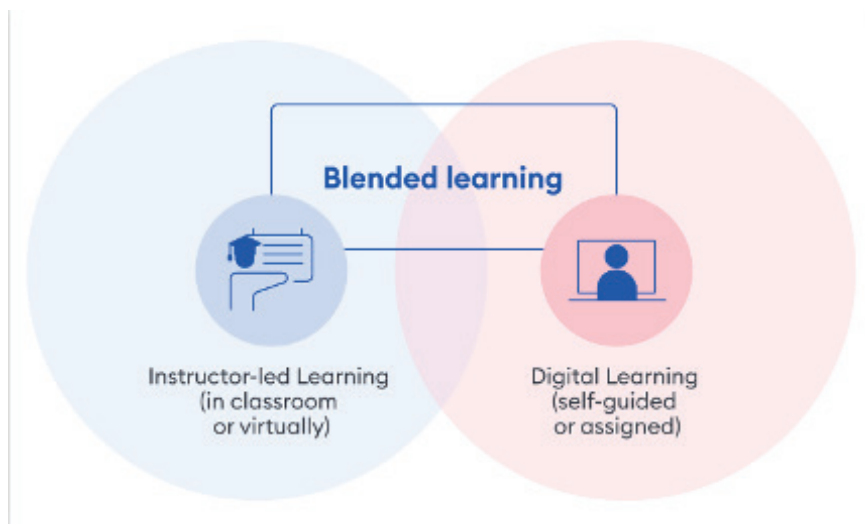 Blended learning
Instructor-led Learning
(in classroom
or virtually)
Digital Learning
(self-guided
or assigned)